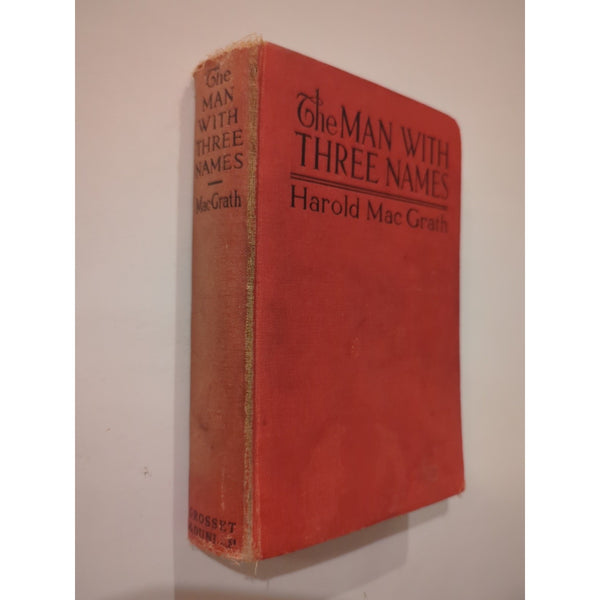 The
MAN
WITH
THREE
NAMES
MacGrath
GROSSET
The MAN WITH
THREE NAMES
Harold Mac Grath